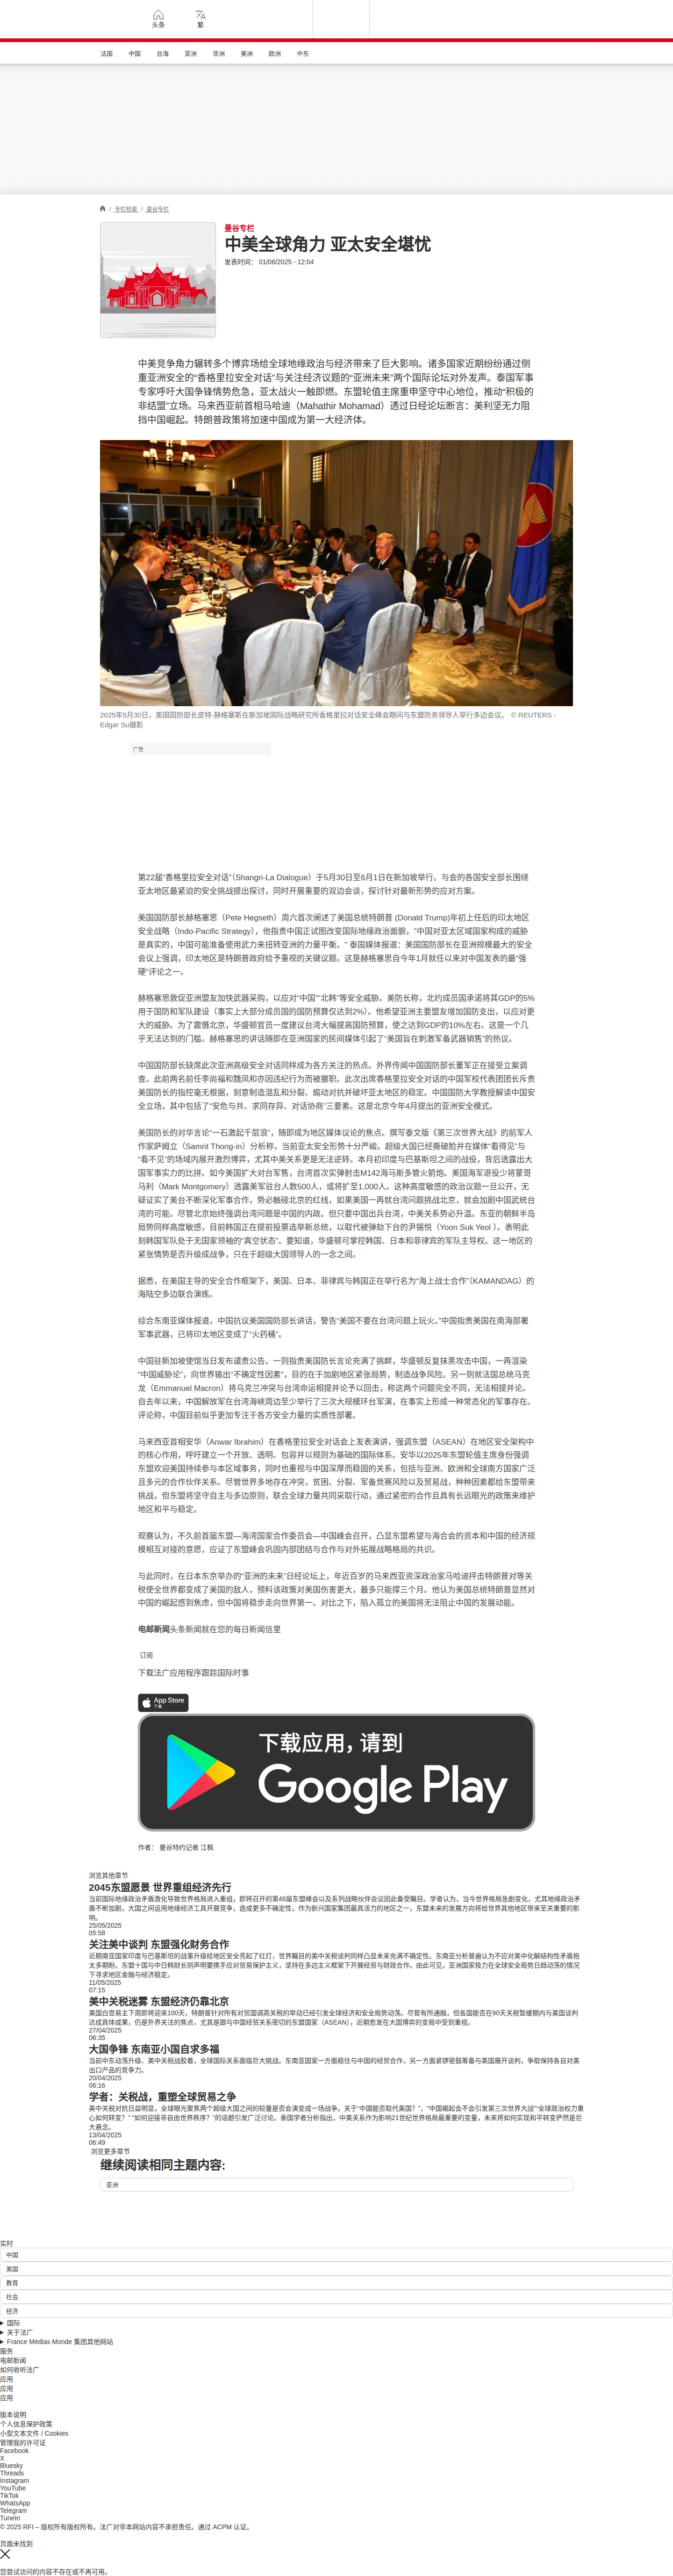 头条
繁
法国
中国
台海
亚洲
非洲
美洲
欧洲
中东
/ 专栏检索 / 曼谷专栏
曼谷专栏
中美全球角力 亚太安全堪忧
发表时间： 01/06/2025 - 12:04
中美竞争角力辗转多个博弈场给全球地缘政治与经济带来了巨大影响。诸多国家近期纷纷通过侧
重亚洲安全的“香格里拉安全对话”与关注经济议题的“亚洲未来”两个国际论坛对外发声。泰国军事
专家呼吁大国争锋情势危急，亚太战火一触即燃。东盟轮值主席重申坚守中心地位，推动“积极的
非结盟”立场。马来西亚前首相马哈迪（Mahathir Mohamad）透过日经论坛断言：美利坚无力阻
挡中国崛起。特朗普政策将加速中国成为第一大经济体。
2025年5月30日，美国国防部长皮特·赫格塞斯在新加坡国际战略研究所香格里拉对话安全峰会期间与东盟防务领导人举行多边会议。 © REUTERS -
Edgar Su摄影
广告
第22届“香格里拉安全对话”（Shangri-La Dialogue）于5月30日至6月1日在新加坡举行。与会的各国安全部长围绕
亚太地区最紧迫的安全挑战提出探讨，同时开展重要的双边会谈，探讨针对最新形势的应对方案。
美国国防部长赫格塞思（Pete Hegseth）周六首次阐述了美国总统特朗普 (Donald Trump)年初上任后的印太地区
安全战略（Indo-Pacific Strategy），他指责中国正试图改变国际地缘政治面貌，"中国对亚太区域国家构成的威胁
是真实的，中国可能准备使用武力来扭转亚洲的力量平衡。" 泰国媒体报道：美国国防部长在亚洲规模最大的安全
会议上强调，印太地区是特朗普政府给予重视的关键议题。这是赫格塞思自今年1月就任以来对中国发表的最“强
硬”评论之一。
赫格塞思敦促亚洲盟友加快武器采购，以应对“中国”“北韩”等安全威胁。美防长称，北约成员国承诺将其GDP的5%
用于国防和军队建设（事实上大部分成员国的国防预算仅达到2%）。他希望亚洲主要盟友增加国防支出，以应对更
大的威胁。为了震慑北京，华盛顿官员一度建议台湾大幅提高国防预算，使之达到GDP的10%左右。这是一个几
乎无法达到的门槛。赫格塞思的讲话随即在亚洲国家的民间媒体引起了“美国旨在刺激军备武器销售”的热议。
中国国防部长缺席此次亚洲高级安全对话同样成为各方关注的热点。外界传闻中国国防部长董军正在接受立案调
查。此前两名前任李尚福和魏凤和亦因违纪行为而被撤职。此次出席香格里拉安全对话的中国军校代表团团长斥责
美国防长的指控毫无根据，刻意制造混乱和分裂、煽动对抗并破坏亚太地区的稳定。中国国防大学教授解读中国安
全立场，其中包括了“安危与共、求同存异、对话协商”三要素。这是北京今年4月提出的亚洲安全模式。
美国防长的对华言论“一石激起千层浪”，随即成为地区媒体议论的焦点。撰写泰文版《第三次世界大战》的前军人
作家萨姆立（Samrit Thong-in）分析称，当前亚太安全形势十分严峻。超级大国已经撕破脸并在媒体“看得见”与
“看不见”的场域内展开激烈博弈，尤其中美关系更是无法逆转。本月初印度与巴基斯坦之间的战役，背后透露出大
国军事实力的比拼。如今美国扩大对台军售，台湾首次实弹射击M142海马斯多管火箭炮。美国海军退役少将蒙哥
马利（Mark Montgomery）透露美军驻台人数500人，或将扩至1,000人。这种高度敏感的政治议题一旦公开，无
疑证实了美台不断深化军事合作，势必触碰北京的红线，如果美国一再就台湾问题挑战北京，就会加剧中国武统台
湾的可能。尽管北京始终强调台湾问题是中国的内政。但只要中国出兵台湾，中美关系势必升温。东亚的朝鲜半岛
局势同样高度敏感，目前韩国正在提前投票选举新总统，以取代被弹劾下台的尹锡悦（Yoon Suk Yeol ）。表明此
刻韩国军队处于无国家领袖的“真空状态”。要知道，华盛顿可掌控韩国、日本和菲律宾的军队主导权。这一地区的
紧张情势是否升级成战争，只在于超级大国领导人的一念之间。
据悉，在美国主导的安全合作框架下，美国、日本、菲律宾与韩国正在举行名为“海上战士合作”（KAMANDAG）的
海陆空多边联合演练。
综合东南亚媒体报道，中国抗议美国国防部长讲话，警告“美国不要在台湾问题上玩火。”中国指责美国在南海部署
军事武器，已将印太地区变成了“火药桶”。
中国驻新加坡使馆当日发布谴责公告。一则指责美国防长言论充满了挑衅，华盛顿反复抹黑攻击中国，一再渲染
“中国威胁论”，向世界输出“不确定性因素”，目的在于加剧地区紧张局势，制造战争风险。另一则就法国总统马克
龙（Emmanuel Macron）将乌克兰冲突与台湾命运相提并论予以回击，称这两个问题完全不同，无法相提并论。
自去年以来，中国解放军在台湾海峡周边至少举行了三次大规模环台军演，在事实上形成一种常态化的军事存在。
评论称，中国目前似乎更加专注于各方安全力量的实质性部署。
马来西亚首相安华（Anwar Ibrahim）在香格里拉安全对话会上发表演讲，强调东盟（ASEAN）在地区安全架构中
的核心作用，呼吁建立一个开放、透明、包容并以规则为基础的国际体系。安华以2025年东盟轮值主席身份强调
东盟欢迎美国持续参与本区域事务，同时也重视与中国深厚而稳固的关系，包括与亚洲、欧洲和全球南方国家广泛
且多元的合作伙伴关系。尽管世界多地存在冲突，贫困、分裂、军备竞赛风险以及贸易战，种种因素都给东盟带来
挑战，但东盟将坚守自主与多边原则，联合全球力量共同采取行动，通过紧密的合作且具有长远眼光的政策来维护
地区和平与稳定。
观察认为，不久前首届东盟—海湾国家合作委员会—中国峰会召开，凸显东盟希望与海合会的资本和中国的经济规
模相互对接的意愿，应证了东盟峰会巩固内部团结与合作与对外拓展战略格局的共识。
与此同时，在日本东京举办的“亚洲的未来”日经论坛上，年近百岁的马来西亚资深政治家马哈迪抨击特朗普对等关
税使全世界都变成了美国的敌人，预料该政策对美国伤害更大，最多只能撑三个月。他认为美国总统特朗普显然对
中国的崛起感到焦虑，但中国将稳步走向世界第一。对比之下，陷入孤立的美国将无法阻止中国的发展动能。
电邮新闻头条新闻就在您的每日新闻信里
订阅
下载法广应用程序跟踪国际时事
App Store
下载
下载应用，请到
Google Play
作者： 曼谷特约记者 江枫
浏览其他章节
2045东盟愿景 世界重组经济先行
当前国际地缘政治矛盾激化导致世界格局进入重组，即将召开的第46届东盟峰会以及系列战略伙伴会议因此备受瞩目。学者认为，当今世界格局急剧变化，尤其地缘政治矛
盾不断加剧，大国之间运用地缘经济工具开展竞争，造成更多不确定性，作为新兴国家集团最具活力的地区之一，东盟未来的发展方向将给世界其他地区带来至关重要的影
响。
25/05/2025
05:58
关注美中谈判 东盟强化财务合作
近期南亚国家印度与巴基斯坦的战事升级给地区安全亮起了红灯，世界瞩目的美中关税谈判同样凸显未来充满不确定性。东南亚分析普遍认为不应对美中化解结构性矛盾抱
太多期盼。东盟十国与中日韩财长则声明要携手应对贸易保护主义，坚持在多边主义框架下开展经贸与财政合作。由此可见，亚洲国家极力在全球安全局势日趋动荡的情况
下寻求地区金融与经济稳定。
11/05/2025
07:15
美中关税迷雾 东盟经济仍靠北京
美国白宫易主下周即将迎来100天，特朗普针对所有对贸国调高关税的举动已经引发全球经济和安全局势动荡。尽管有所通融，但各国能否在90天关税暂缓期内与美国谈判
达成具体成果，仍是外界关注的焦点，尤其是跟与中国经贸关系密切的东盟国家（ASEAN），近期愈发在大国博弈的变局中受到重视。
27/04/2025
06:35
大国争锋 东南亚小国自求多福
当前中东动荡升级、美中关税战胶着，全球国际关系面临巨大挑战。东南亚国家一方面稳住与中国的经贸合作，另一方面紧锣密鼓筹备与美国展开谈判，争取保持各自对美
出口产品的竞争力。
20/04/2025
06:16
学者：关税战，重塑全球贸易之争
美中关税对抗日益明显，全球眼光聚焦两个超级大国之间的较量是否会演变成一场战争。关于“中国能否取代美国？”，“中国崛起会不会引发第三次世界大战”“全球政治权力重
心如何转变？” “如何迎接非自由世界秩序？”的话题引发广泛讨论。泰国学者分析指出，中美关系作为影响21世纪世界格局最重要的变量，未来将如何实现和平转变俨然是巨
大悬念。
13/04/2025
06:49
浏览更多章节
继续阅读相同主题内容:
亚洲
实时
中国
美国
教育
社会
经济
国际
关于法广
France Médias Monde 集团其他网站
服务
电邮新闻
如何收听法广
应用
应用
应用
版本说明
个人信息保护政策
小型文本文件 / Cookies
管理我的许可证
Facebook
X
Bluesky
Threads
Instagram
YouTube
TikTok
WhatsApp
Telegram
TuneIn
© 2025 RFI – 版权所有版权所有。法广对非本网站内容不承担责任。通过 ACPM 认证。
页面未找到
您尝试访问的内容不存在或不再可用。